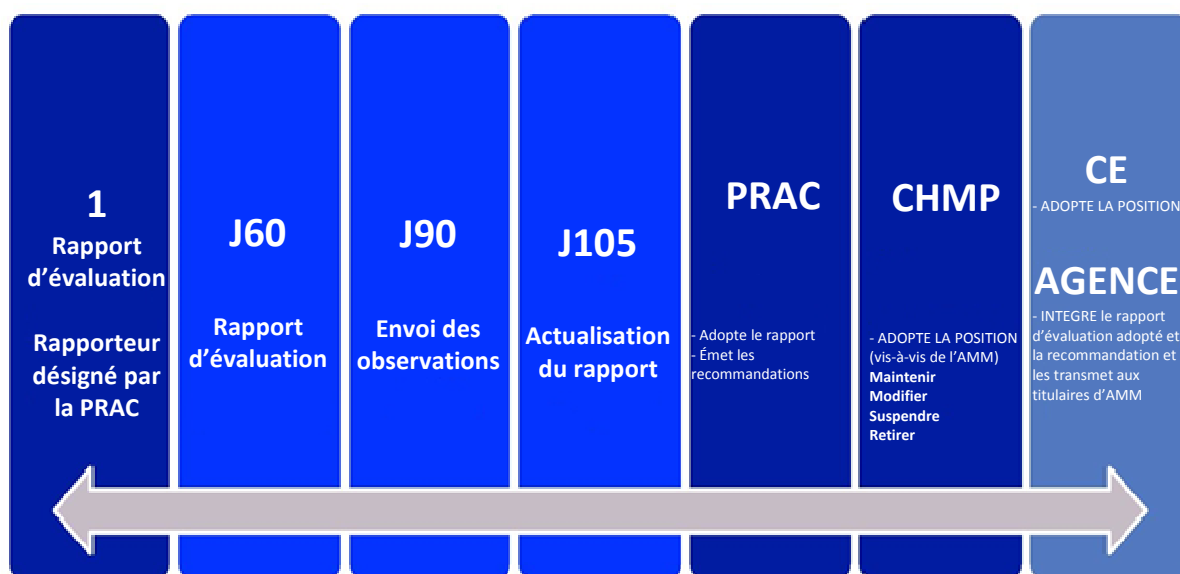 1
Rapport
d’évaluation
Rapporteur
désigné par
la PRAC
J60
Rapport
d’évaluation
J90
Envoi des
observations
J105
Actualisation
du rapport
PRAC
- Adopte le rapport
- Émet les
recommandations
CHMP
- ADOPTE LA POSITION
(vis-à-vis de l’AMM)
Maintenir
Modifier
Suspendre
Retirer
CE
- ADOPTE LA POSITION
AGENCE
- INTEGRE le rapport
d’évaluation adopté et
la recommandation et
les transmet aux
titulaires d’AMM